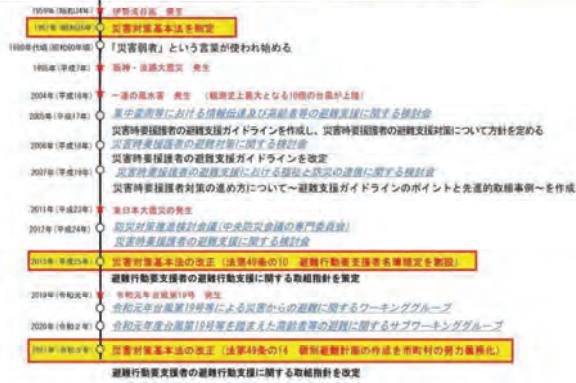 1959年(昭和34年) 伊勢湾台風 発生
1961年(昭和36年) 災害対策基本法を制定
1980年代頃(昭和60年頃) 「災害弱者」という言葉が使われ始める
1995年(平成7年) 阪神・淡路大震災 発生
2004年(平成16年) 一連の風水害 発生 (観測史上最大となる10個の台風が上陸)
2005年(平成17年) 集中豪雨等における情報伝達及び高齢者等の避難支援に関する検討会
災害時要援護者の避難支援ガイドラインを作成し、災害時要援護者の避難支援対策について方針を定める
2006年(平成18年) 災害時要援護者の避難対策に関する検討会
災害時要援護者の避難支援ガイドラインを改定
2007年(平成19年) 災害時要援護者の避難支援における福祉と防災の連携に関する検討会
災害時要援護者対策の進め方について~避難支援ガイドラインのポイントと先進的取組事例~を作成
2011年(平成23年) 東日本大震災の発生
2012年(平成24年) 防災対策推進検討会議(中央防災会議の専門委員会)
災害時要援護者の避難支援に関する検討会
2013年(平成25年) 災害対策基本法の改正(法第49条の10 避難行動要支援者名簿規定を創設)
避難行動要支援者の避難行動支援に関する取組指針を策定
2019年(令和元年) 令和元年台風第19号 発生
令和元年台風第19号等による災害からの避難に関するワーキンググループ
2020年(令和2年) 令和元年度台風第19号等を踏まえた高齢者等の避難に関するサブワーキンググループ
2021年(令和3年) 災害対策基本法の改正(法第49条の14 個別避難計画の作成を市町村の努力義務化)
避難行動要支援者の避難行動支援に関する取組指針を改定